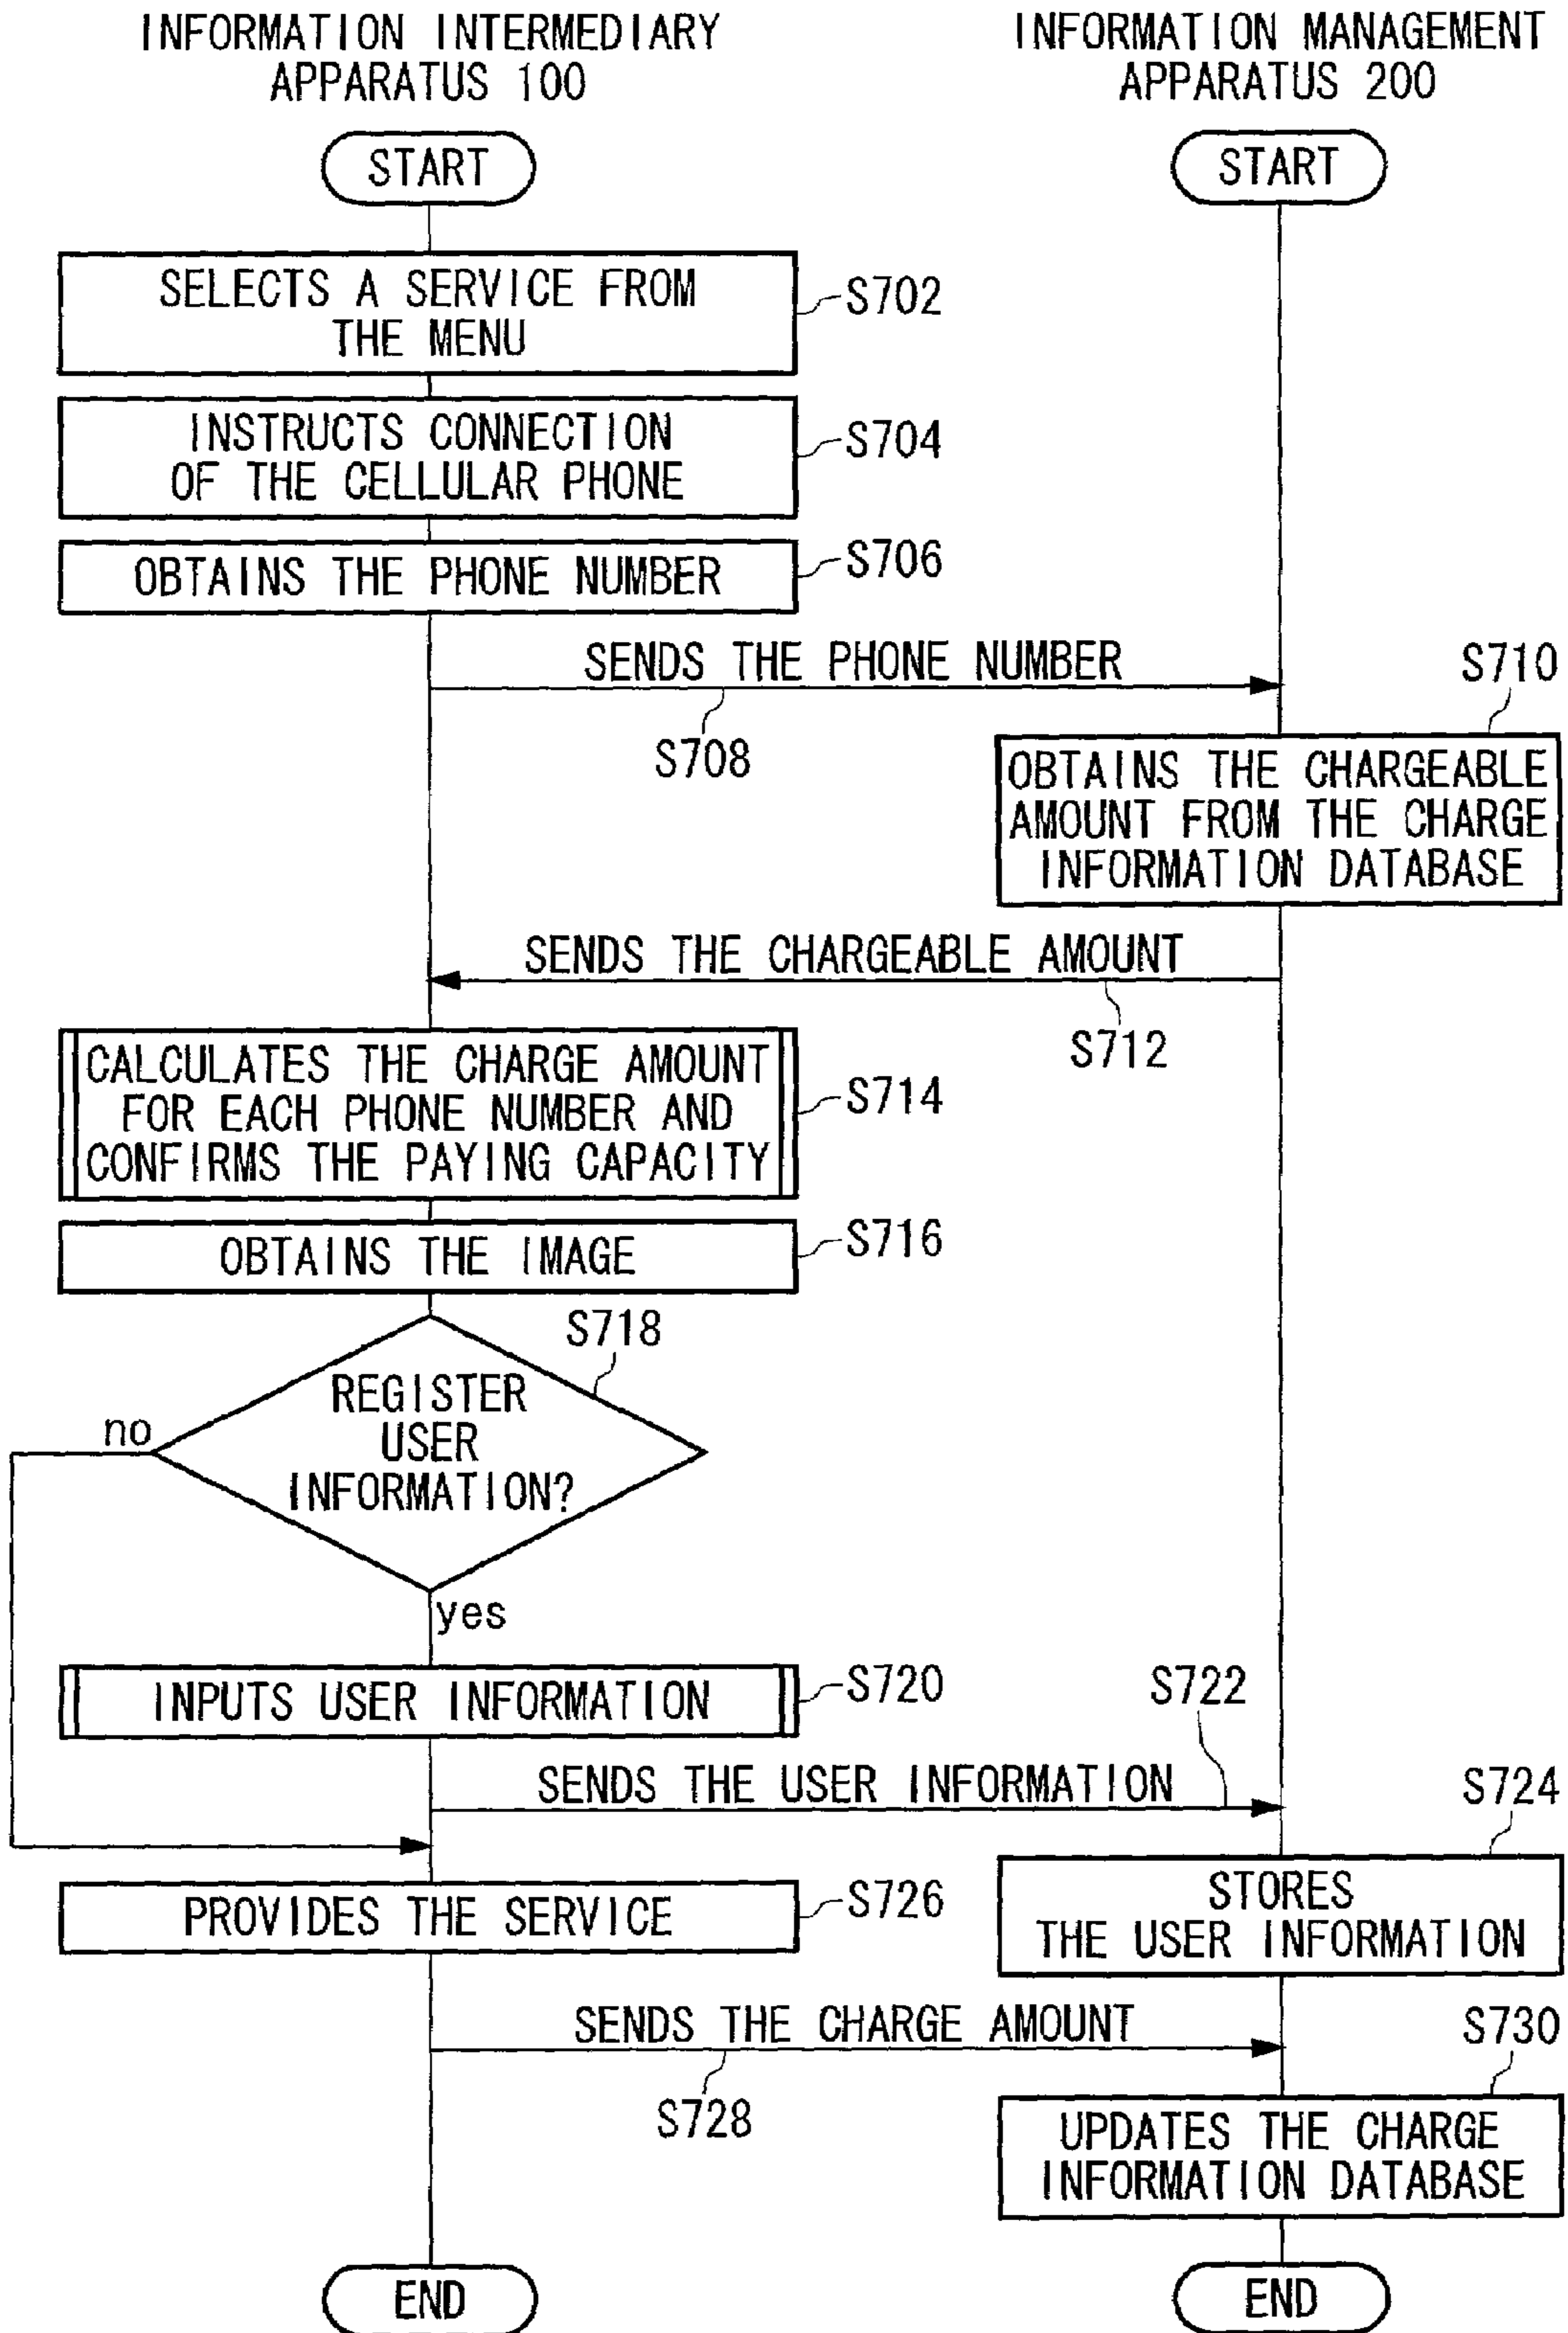 INFORMATION INTERMEDIARY
APPARATUS 100
INFORMATION MANAGEMENT
APPARATUS 200
START
START
SELECTS A SERVICE FROM
THE MENU
S702
INSTRUCTS CONNECTION
OF THE CELLULAR PHONE
S704
OBTAINS THE PHONE NUMBER
S706
SENDS THE PHONE NUMBER
S708
S710
OBTAINS THE CHARGEABLE
AMOUNT FROM THE CHARGE
INFORMATION DATABASE
SENDS THE CHARGEABLE AMOUNT
S712
CALCULATES THE CHARGE AMOUNT
FOR EACH PHONE NUMBER AND
CONFIRMS THE PAYING CAPACITY
S714
OBTAINS THE IMAGE
S716
S718
REGISTER
USER
INFORMATION?
no
yes
INPUTS USER INFORMATION
S720
S722
SENDS THE USER INFORMATION
S724
STORES
THE USER INFORMATION
PROVIDES THE SERVICE
S726
SENDS THE CHARGE AMOUNT
S728
S730
UPDATES THE CHARGE
INFORMATION DATABASE
END
END